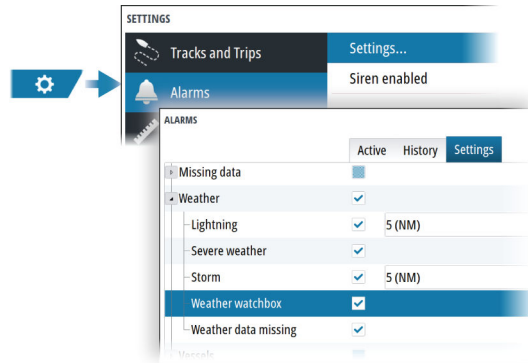 SETTINGS
Tracks and Trips
Settings...
Alarms
Siren enabled
ALARMS
Active History Settings
Missing data
Weather
Lightning 5 (NM)
Severe weather
Storm 5 (NM)
Weather watchbox
Weather data missing
Vessels